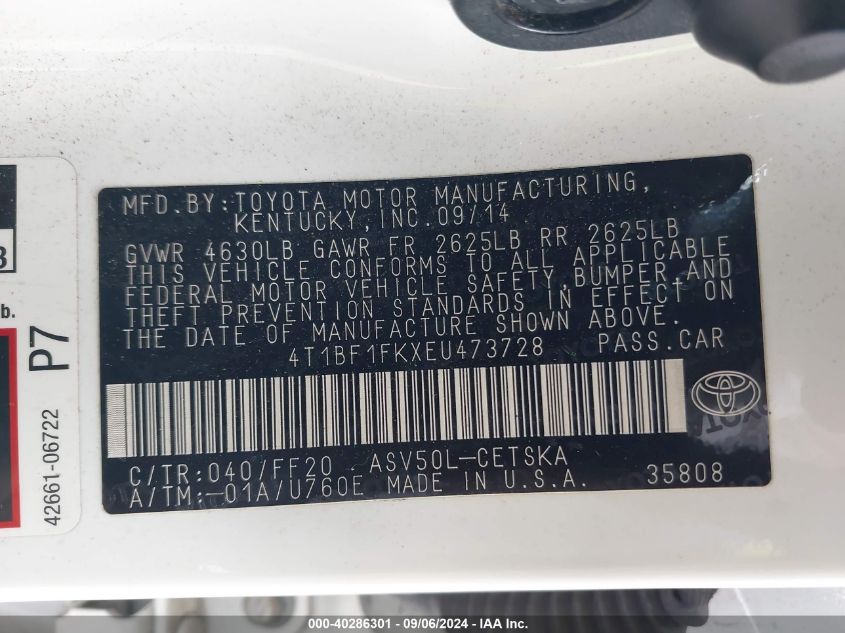 MFD.BY:TOYOTA MOTOR MANUFACTURING,
KENTUCKY,INC.09/14
GVWR 4630LB GAWR FR 2625LB RR 2625LB
THIS VEHICLE CONFORMS TO ALL APPLICABLE
FEDERAL MOTOR VEHICLE SAFETY,BUMPER,AND
THEFT PREVENTION STANDARDS IN EFFECT ON
THE DATE OF MANUFACTURE SHOWN ABOVE.
4T1BF1FKXEU473728 PASS.CAR
C/TR:040/FF20 ASV50L-CETSKA
A/TM:-01A/U760E MADE IN U.S.A. 35808
b.
P7
42661-06722
000-40286301 - 09/06/2024 - © IAA, Inc.